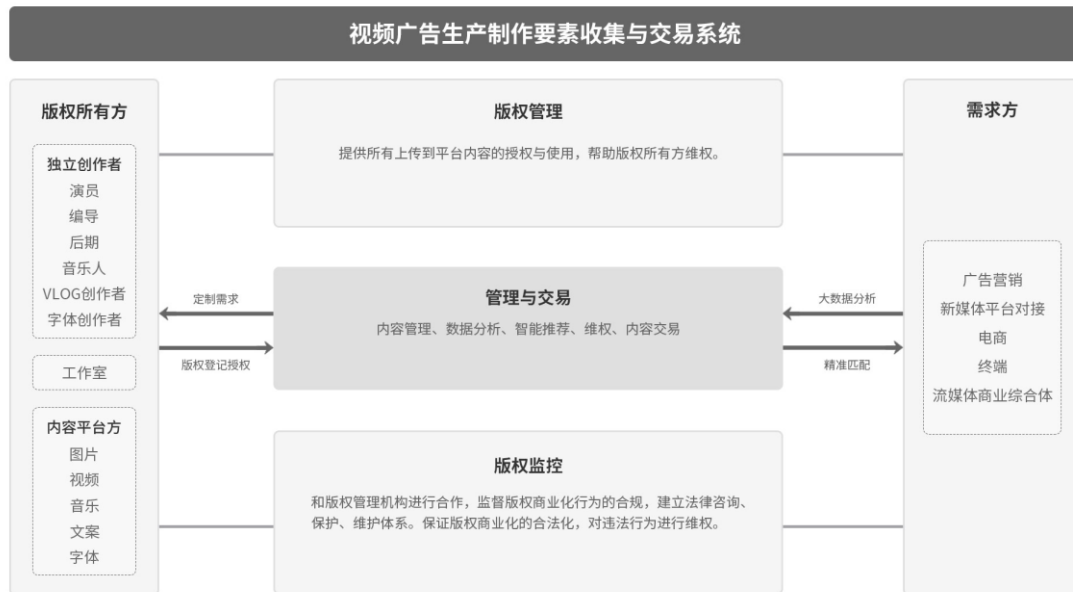 视频广告生产制作要素收集与交易系统
版权所有方
独立创作者
演员
编导
后期
音乐人
VLOG创作者
字体创作者
工作室
内容平台方
图片
视频
音乐
文案
字体
定制需求
版权登记授权
版权管理
提供所有上传到平台内容的授权与使用，帮助版权所有方维权。
管理与交易
内容管理、数据分析、智能推荐、维权、内容交易
版权监控
和版权管理机构进行合作，监督版权商业化行为的合规，建立法律咨询、
保护、维护体系。保证版权商业化的合法化，对违法行为进行维权。
大数据分析
精准匹配
需求方
广告营销
新媒体平台对接
电商
终端
流媒体商业综合体